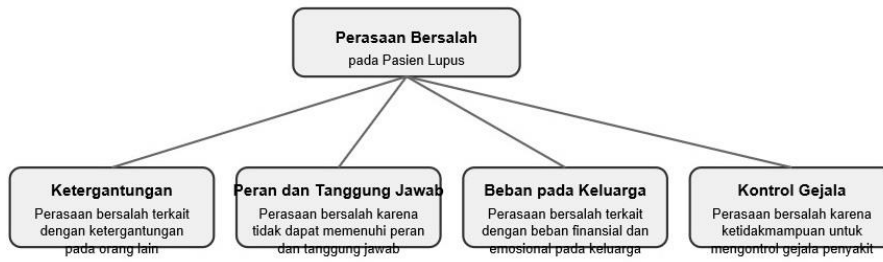 Perasaan Bersalah
pada Pasien Lupus
Ketergantungan
Perasaan bersalah terkait
dengan ketergantungan
pada orang lain
Peran dan Tanggung Jawab
Perasaan bersalah karena
tidak dapat memenuhi peran
dan tanggung jawab
Beban pada Keluarga
Perasaan bersalah terkait
dengan beban finansial dan
emosional pada keluarga
Kontrol Gejala
Perasaan bersalah karena
ketidakmampuan untuk
mengontrol gejala penyakit